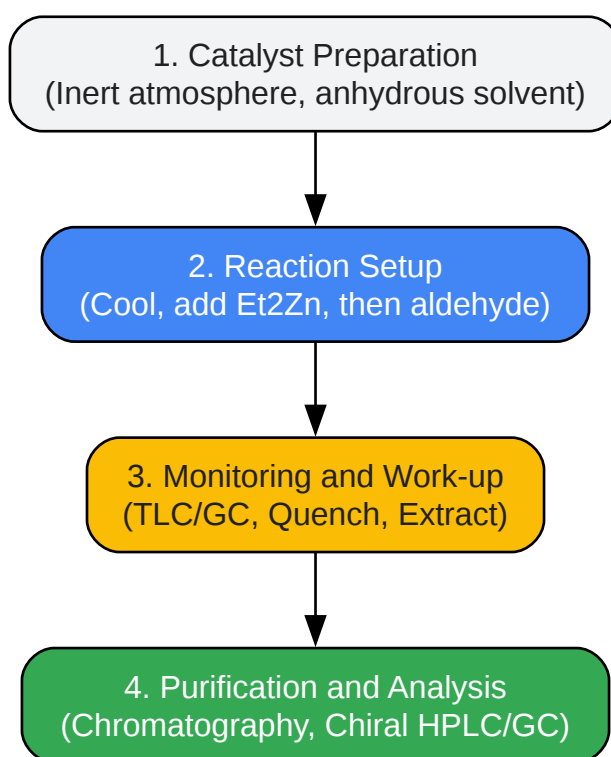 1. Catalyst Preparation
(Inert atmosphere, anhydrous solvent)
2. Reaction Setup
(Cool, add Et2Zn, then aldehyde)
3. Monitoring and Work-up
(TLC/GC, Quench, Extract)
4. Purification and Analysis
(Chromatography, Chiral HPLC/GC)